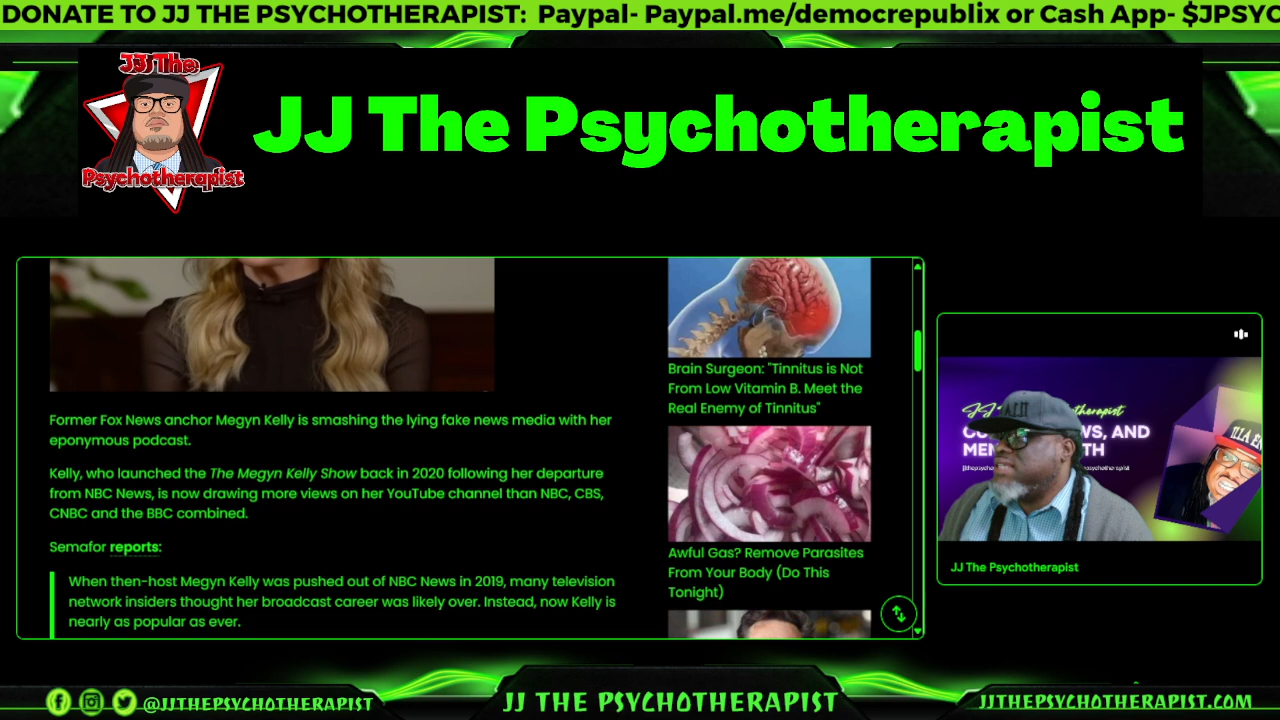 DONATE TO JJ THE PSYCHOTHERAPIST: Paypal- Paypal.me/democrepublix or Cash App- $JPSYC
JJ The
Psychotherapist
JJ The Psychotherapist
Former Fox News anchor Megyn Kelly is smashing the lying fake news media with her
eponymous podcast.
Kelly, who launched the The Megyn Kelly Show back in 2020 following her departure
from NBC News, is now drawing more views on her YouTube channel than NBC, CBS,
CNBC and the BBC combined.
Semafor reports:
When then-host Megyn Kelly was pushed out of NBC News in 2019, many television
network insiders thought her broadcast career was likely over. Instead, now Kelly is
nearly as popular as ever.
Brain Surgeon: "Tinnitus is Not
From Low Vitamin B. Meet the
Real Enemy of Tinnitus"
Awful Gas? Remove Parasites
From Your Body (Do This
Tonight)
JJ The Psychotherapist
@JJTHEPSYCHOTHERAPIST
JJ THE PSYCHOTHERAPIST
JJTHEPSYCHOTHERAPIST.COM